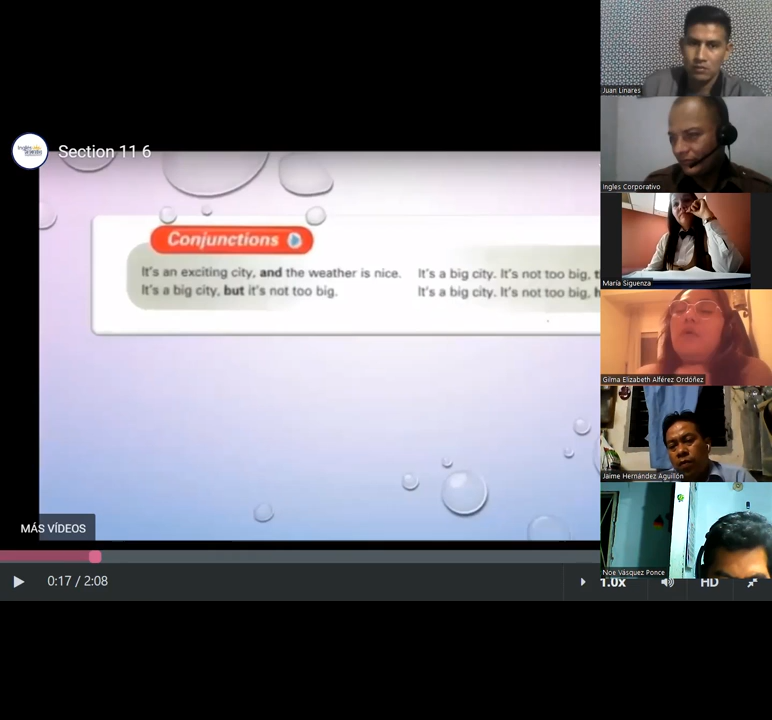 Section 11 6
Conjunctions
It's an exciting city, and the weather is nice.
It's a big city, but it's not too big.
It's a big city. It's not too big,
It's a big city. It's not too big,
MÁS VÍDEOS
0:17 / 2:08
1.0x
HD
Juan Linares
Ingles Corporativo
María Siguenza
Gilma Elizabeth Alférez Ordóñez
Jaime Hernández Aguillón
Noé Vásquez Ponce